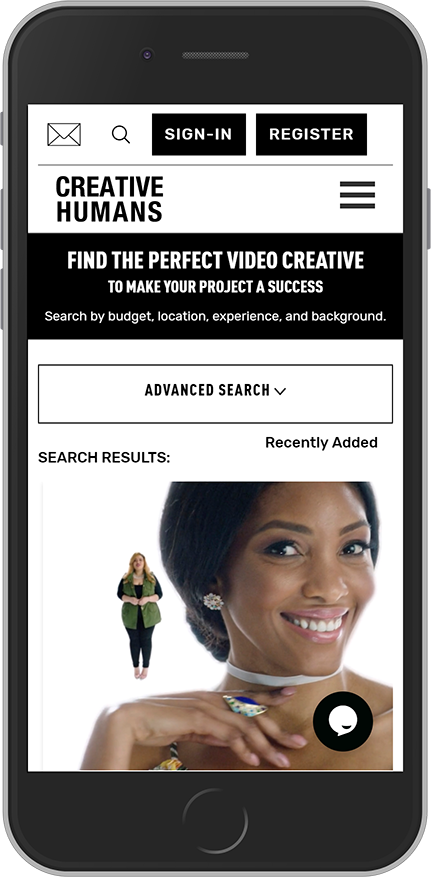 SIGN-IN
REGISTER
CREATIVE
HUMANS
FIND THE PERFECT VIDEO CREATIVE
TO MAKE YOUR PROJECT A SUCCESS
Search by budget, location, experience, and background.
ADVANCED SEARCH
Recently Added
SEARCH RESULTS: